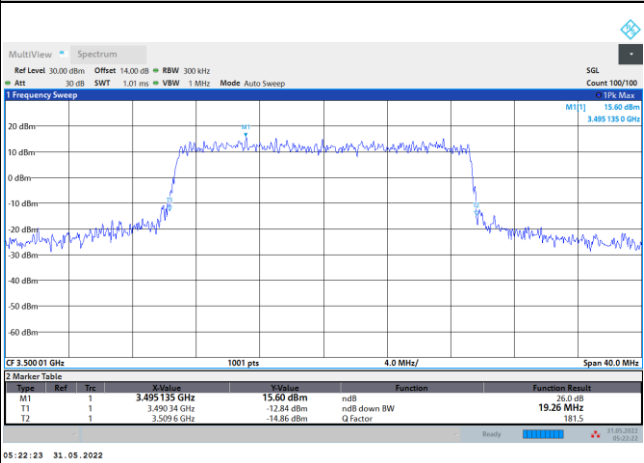 MultiView Spectrum
Ref Level 30.00 dBm Offset 14.00 dB RBW 300 kHz SGL
Att 30 dB SWT 1.01 ms VBW 1 MHz Mode Auto Sweep Count 100/100
1 Frequency Sweep 1Pk Max
M1[1] 15.60 dBm
3.495 135 0 GHz
M1
20 dBm
10 dBm
0 dBm
-10 dBm
-20 dBm
-30 dBm
-40 dBm
-50 dBm
-60 dBm
CF 3.500 01 GHz 1001 pts 4.0 MHz/ Span 40.0 MHz
2 Marker Table
Type Ref Trc X-Value Y-Value Function Function Result
M1 1 3.495 135 GHz 15.60 dBm ndB 26.0 dB
T1 1 3.490 34 GHz -12.84 dBm ndB down BW 19.26 MHz
T2 1 3.509 6 GHz -14.86 dBm Q Factor 181.5
Ready 31.05.2022
05:22:22
05:22:23 31.05.2022